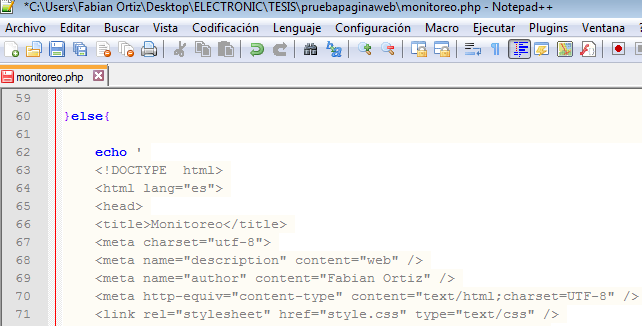 *C:\Users\Fabian Ortiz\Desktop\ELECTRONIC\TESIS\pruebapaginaweb\monitoreo.php - Notepad++
Archivo Editar Buscar Vista Codificación Lenguaje Configuración Macro Ejecutar Plugins Ventana ?
monitoreo.php
59
60 }else{
61
62 echo '
63 <!DOCTYPE  html>
64 <html lang="es">
65 <head>
66 <title>Monitoreo</title>
67 <meta charset="utf-8">
68 <meta name="description" content="web" />
69 <meta name="author" content="Fabian Ortiz" />
70 <meta http-equiv="content-type" content="text/html;charset=UTF-8" />
71 <link rel="stylesheet" href="style.css" type="text/css" />